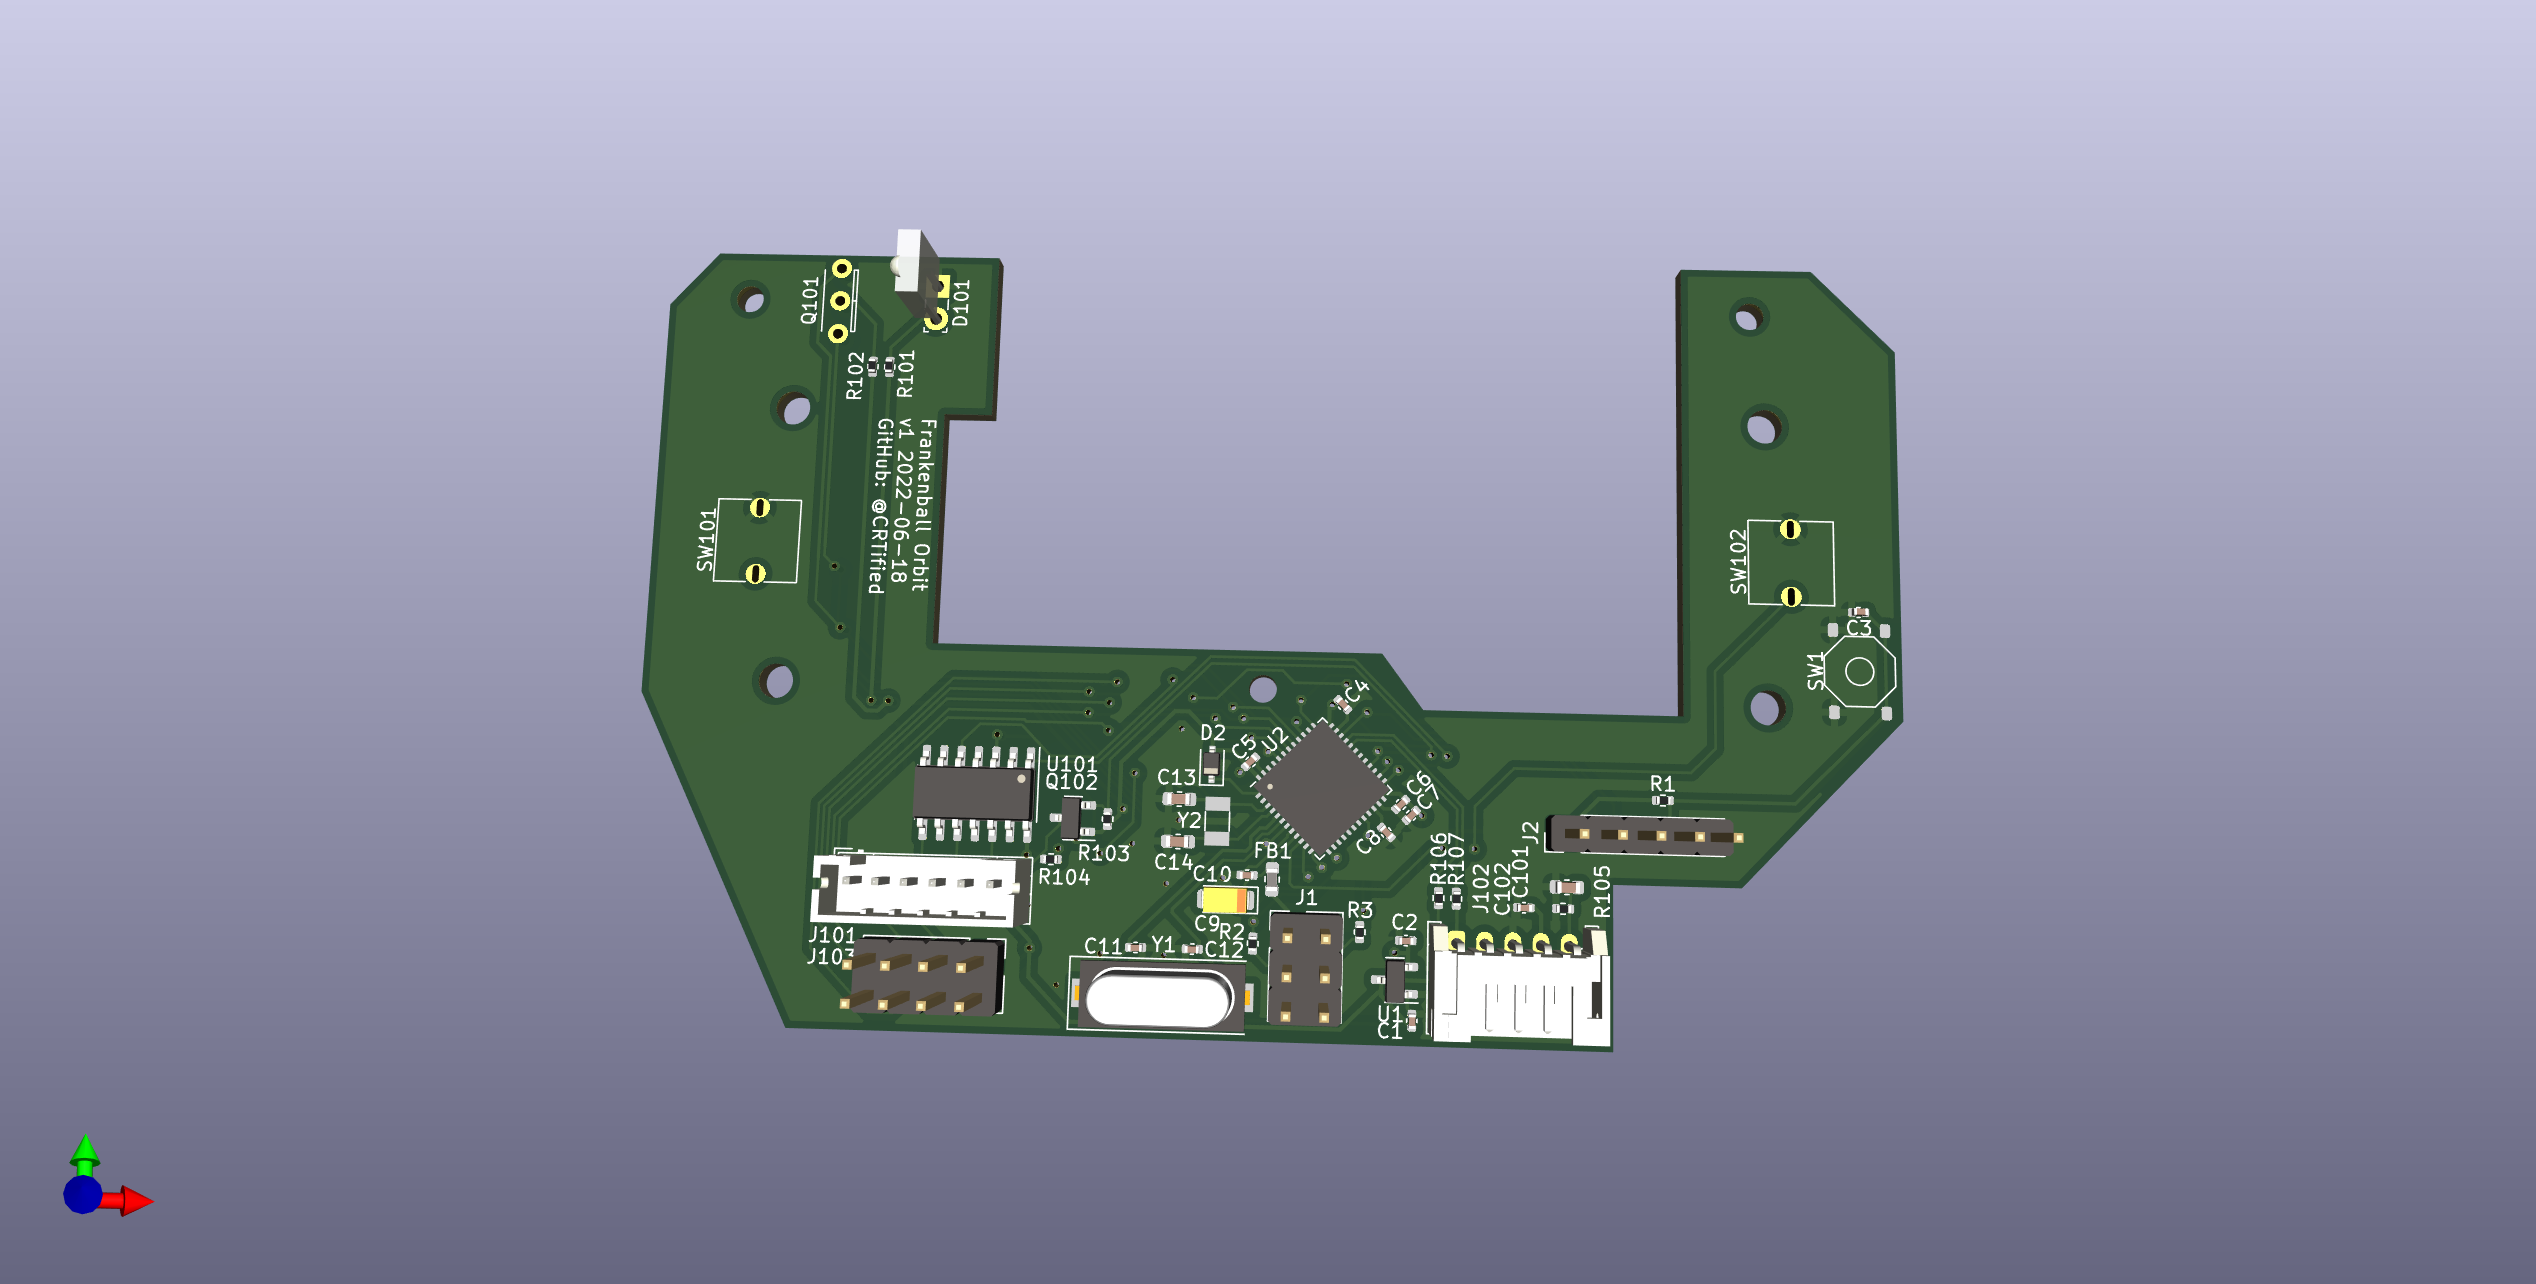 Q101
D101
R102
R101
Frankenball Orbit
v1 2022-06-18
GitHub: @CRTified
SW101
SW102
C3
SW1
C4
D2
C5
U2
U101
Q102
C13
C6
C7
R1
Y2
C8
J2
R103
C14
FB1
R106
R107
R104
C10
J102
C102
C101
R105
J1
C9
R2
R3
C2
J101
J103
C11
Y1
C12
U1
C1